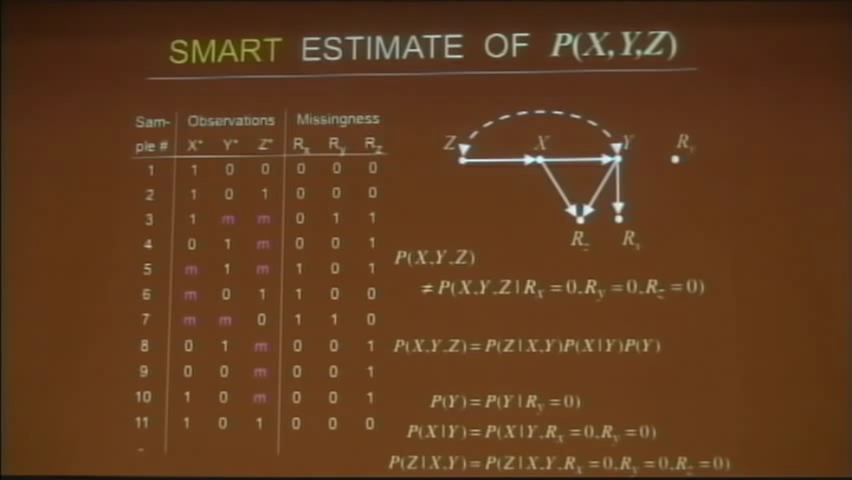 SMART ESTIMATE OF P(X,Y,Z)
Sam- Observations Missingness
ple # X* Y* Z* Rx Ry Rz
1 1 0 0 0 0 0
2 1 0 1 0 0 0
3 1 m m 0 1 1
4 0 1 m 0 0 1
5 m 1 m 1 0 1
6 m 0 1 1 0 0
7 m m 0 1 1 0
8 0 1 m 0 0 1
9 0 0 m 0 0 1
10 1 0 m 0 0 1
11 1 0 1 0 0 0
-
Z X Y Ry
Rz Rx
P(X,Y,Z)
≠ P(X,Y,Z | Rx = 0, Ry = 0, Rz = 0)
P(X,Y,Z) = P(Z | X,Y)P(X | Y)P(Y)
P(Y) = P(Y | Ry = 0)
P(X | Y) = P(X | Y, Rx = 0, Ry = 0)
P(Z | X,Y) = P(Z | X,Y, Rx = 0, Ry = 0, Rz = 0)